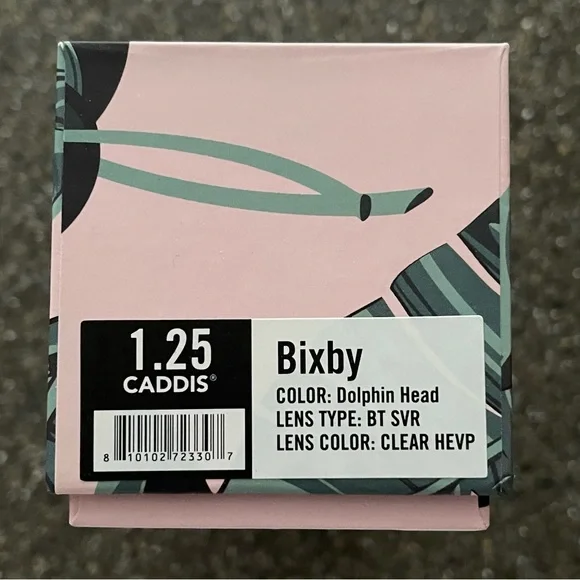 1.25
CADDIS®
8 10102 72330 7
Bixby
COLOR: Dolphin Head
LENS TYPE: BT SVR
LENS COLOR: CLEAR HEVP